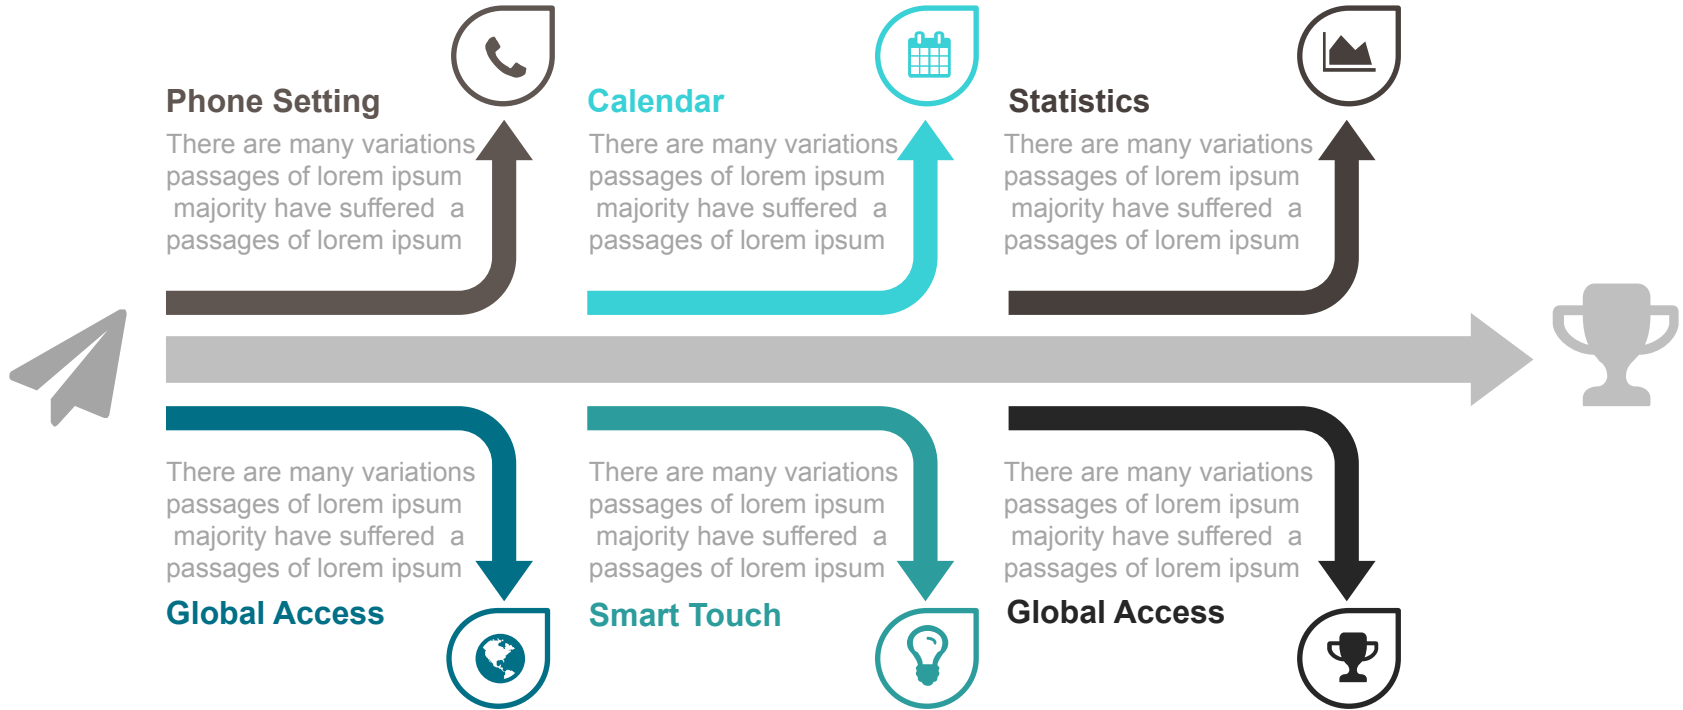 Phone Setting
There are many variations
passages of lorem ipsum
majority have suffered  a
passages of lorem ipsum
Calendar
There are many variations
passages of lorem ipsum
majority have suffered  a
passages of lorem ipsum
Statistics
There are many variations
passages of lorem ipsum
majority have suffered  a
passages of lorem ipsum
There are many variations
passages of lorem ipsum
majority have suffered  a
passages of lorem ipsum
Global Access
There are many variations
passages of lorem ipsum
majority have suffered  a
passages of lorem ipsum
Smart Touch
There are many variations
passages of lorem ipsum
majority have suffered  a
passages of lorem ipsum
Global Access